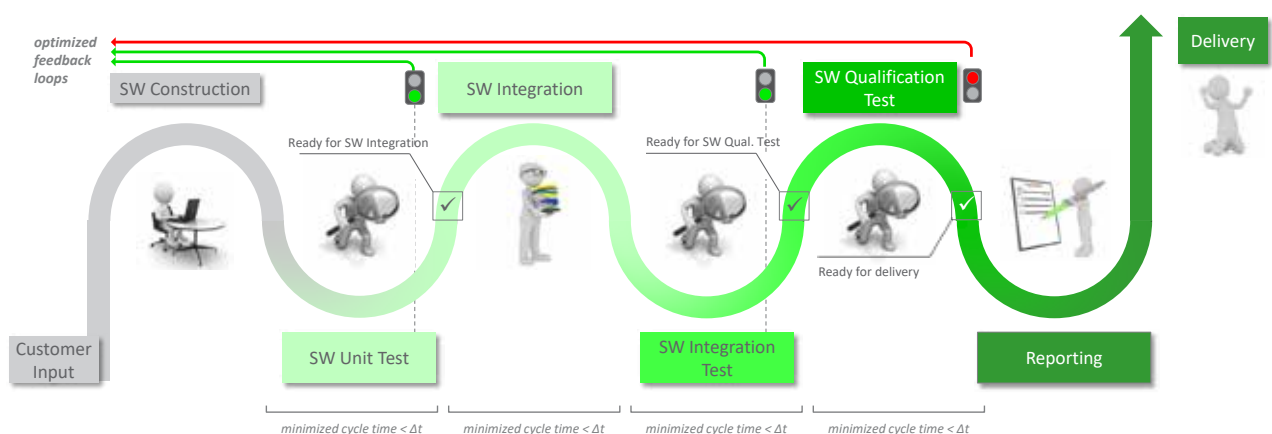 optimized
feedback
loops
Delivery
SW Construction
SW Integration
SW Qualification
Test
Ready for SW Integration
Ready for SW Qual. Test
Ready for delivery
Customer
Input
SW Unit Test
SW Integration
Test
Reporting
minimized cycle time < Δt
minimized cycle time < Δt
minimized cycle time < Δt
minimized cycle time < Δt